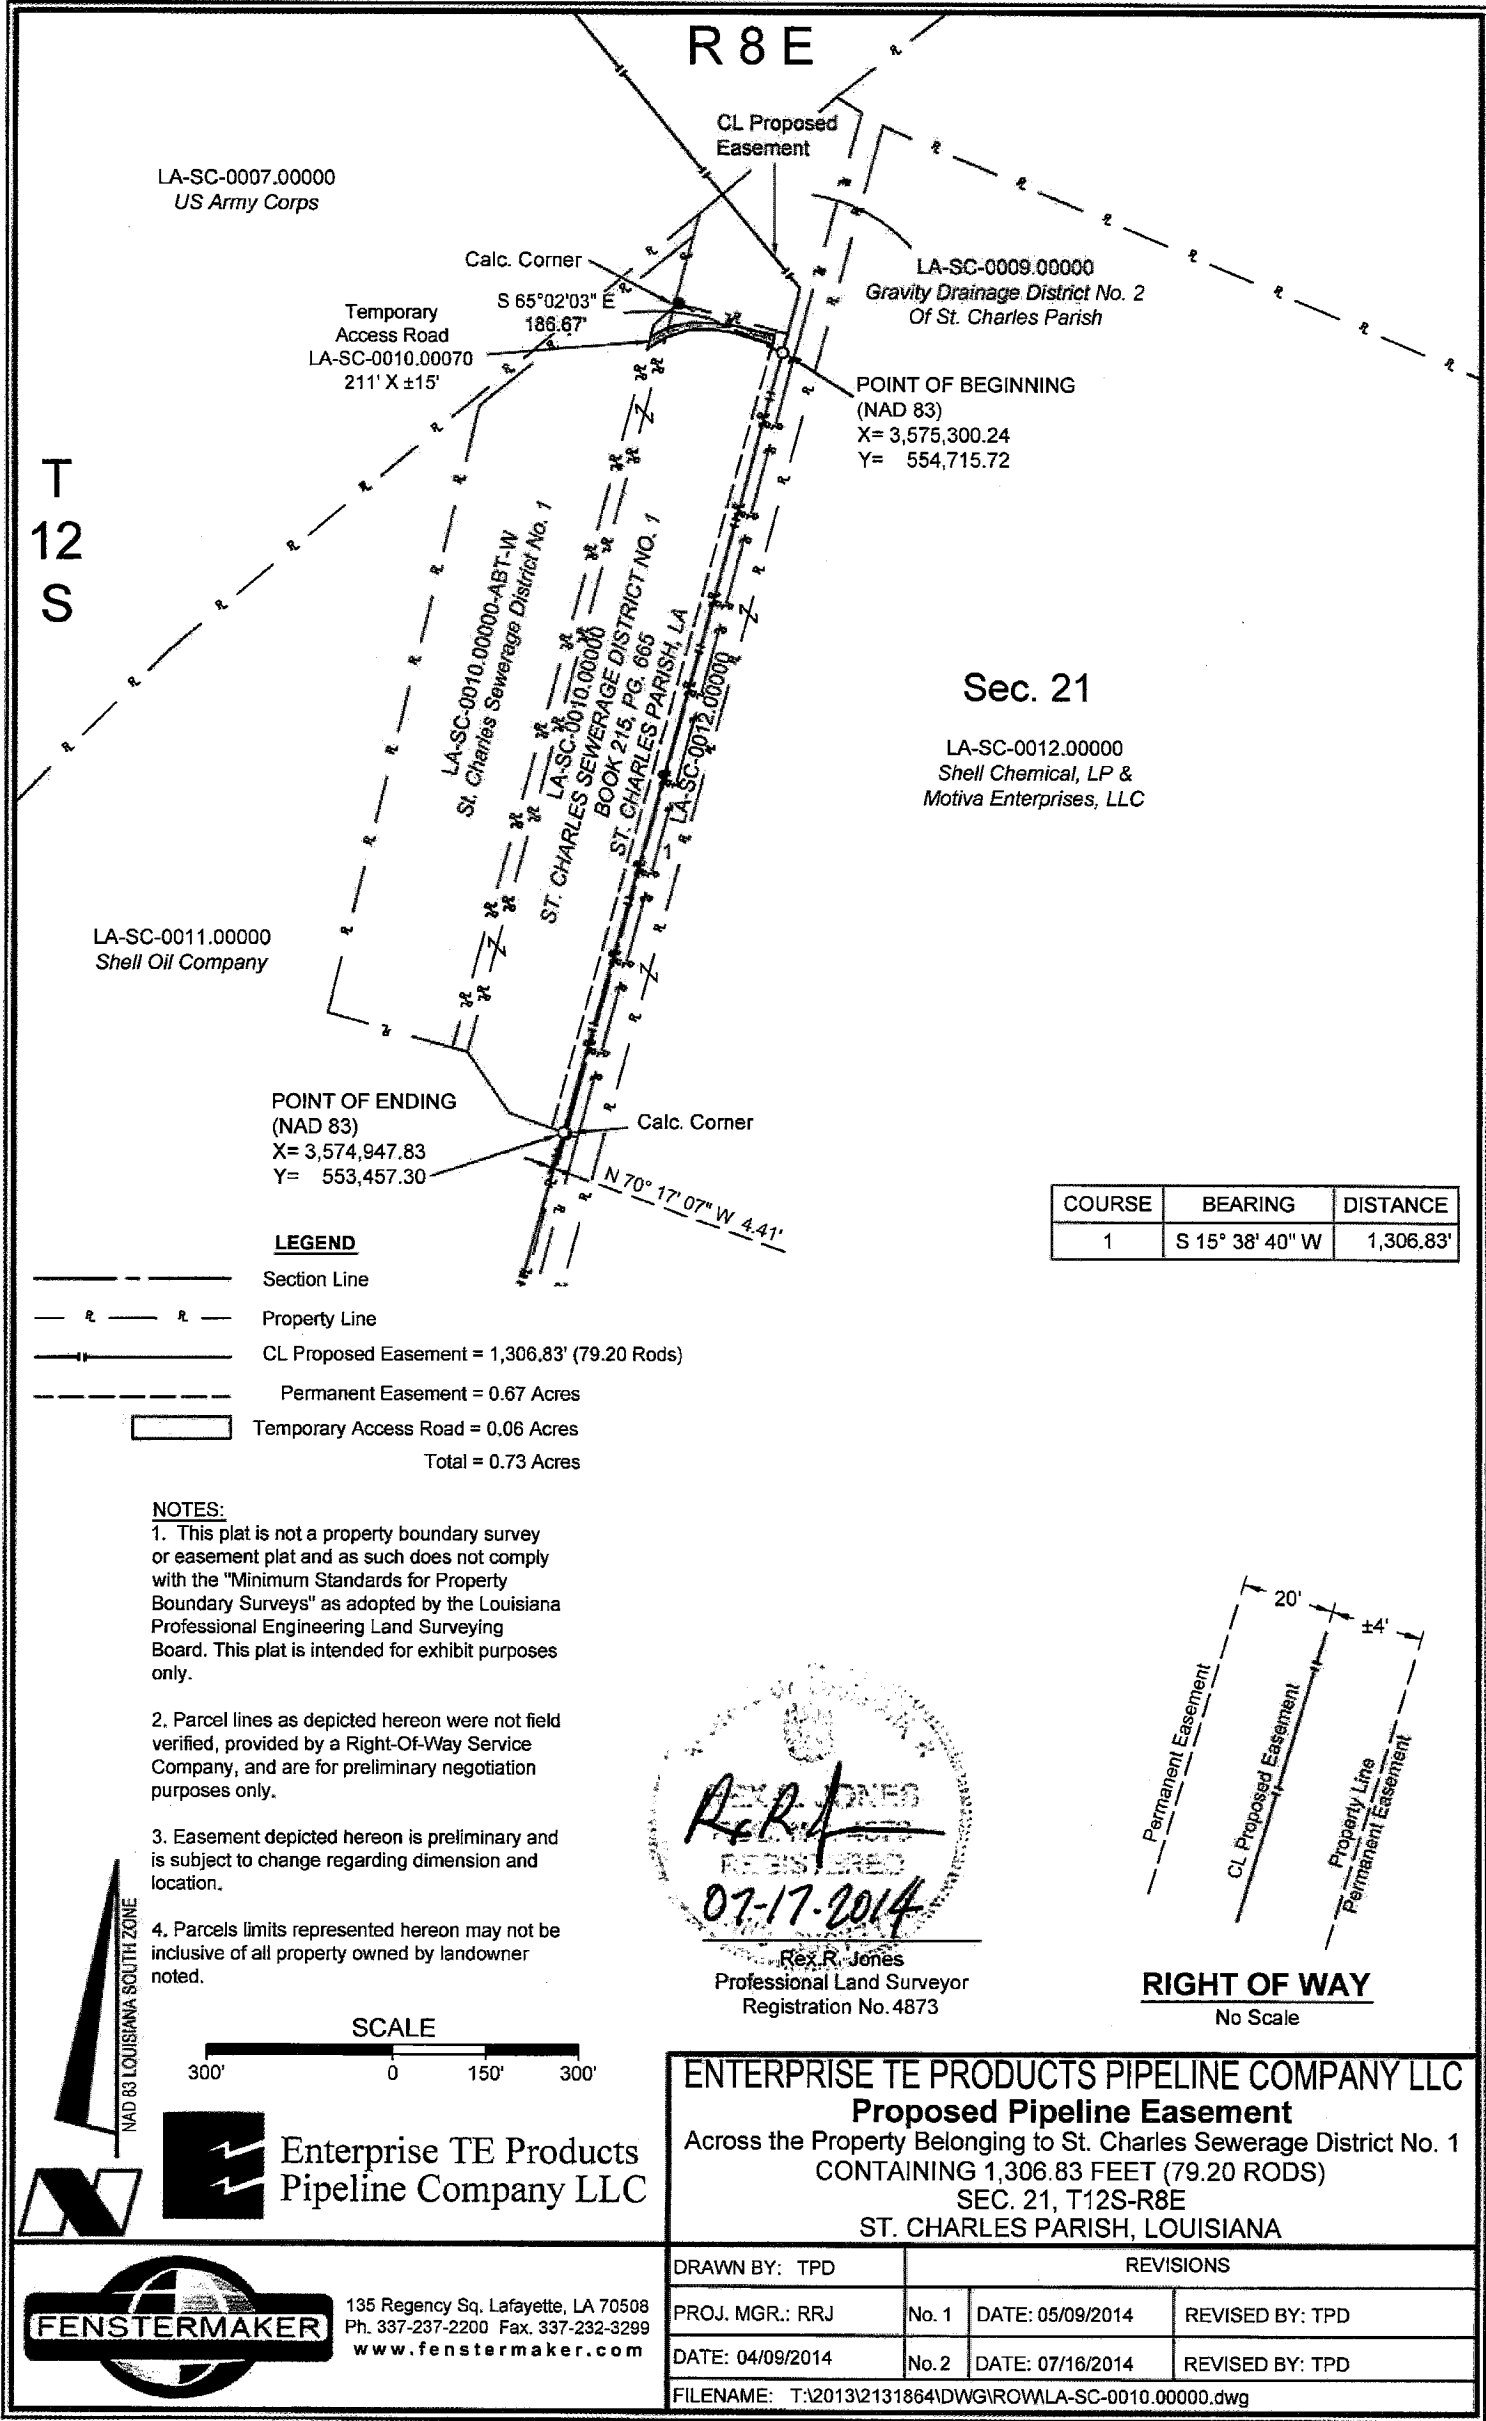 R 8 E
CL Proposed
Easement
LA-SC-0007.00000
US Army Corps
Calc. Corner
S 65°02'03" E
186.67'
Temporary
Access Road
LA-SC-0010.00070
211' X ±15'
LA-SC-0009.00000
Gravity Drainage District No. 2
Of St. Charles Parish
POINT OF BEGINNING
(NAD 83)
X= 3,575,300.24
Y= 554,715.72
T
12
S
LA-SC-0010.00000-ABT-W
St. Charles Sewerage District No. 1
LA-SC-0010.00000
ST. CHARLES SEWERAGE DISTRICT NO. 1
BOOK 215, PG. 665
ST. CHARLES PARISH, LA
LA-SC-0012.00000
1
Sec. 21
LA-SC-0012.00000
Shell Chemical, LP &
Motiva Enterprises, LLC
LA-SC-0011.00000
Shell Oil Company
POINT OF ENDING
(NAD 83)
X= 3,574,947.83
Y= 553,457.30
Calc. Corner
N 70° 17' 07" W 4.41'
COURSE BEARING DISTANCE
1 S 15° 38' 40" W 1,306.83'
LEGEND
Section Line
Property Line
CL Proposed Easement = 1,306.83' (79.20 Rods)
Permanent Easement = 0.67 Acres
Temporary Access Road = 0.06 Acres
Total = 0.73 Acres
NOTES:
1. This plat is not a property boundary survey
or easement plat and as such does not comply
with the "Minimum Standards for Property
Boundary Surveys" as adopted by the Louisiana
Professional Engineering Land Surveying
Board. This plat is intended for exhibit purposes
only.
2. Parcel lines as depicted hereon were not field
verified, provided by a Right-Of-Way Service
Company, and are for preliminary negotiation
purposes only.
3. Easement depicted hereon is preliminary and
is subject to change regarding dimension and
location.
4. Parcels limits represented hereon may not be
inclusive of all property owned by landowner
noted.
NAD 83 LOUISIANA SOUTH ZONE
N
SCALE
300' 0 150' 300'
REX R. JONES
4873
REGISTERED
07-17-2014
Rex R. Jones
Professional Land Surveyor
Registration No. 4873
20'
±4'
Permanent Easement
CL Proposed Easement
Property Line
Permanent Easement
RIGHT OF WAY
No Scale
Enterprise TE Products
Pipeline Company LLC
ENTERPRISE TE PRODUCTS PIPELINE COMPANY LLC
Proposed Pipeline Easement
Across the Property Belonging to St. Charles Sewerage District No. 1
CONTAINING 1,306.83 FEET (79.20 RODS)
SEC. 21, T12S-R8E
ST. CHARLES PARISH, LOUISIANA
FENSTERMAKER
135 Regency Sq. Lafayette, LA 70508
Ph. 337-237-2200 Fax. 337-232-3299
www.fenstermaker.com
DRAWN BY: TPD REVISIONS
PROJ. MGR.: RRJ No. 1 DATE: 05/09/2014 REVISED BY: TPD
DATE: 04/09/2014 No. 2 DATE: 07/16/2014 REVISED BY: TPD
FILENAME: T:\2013\2131864\DWG\ROW\LA-SC-0010.00000.dwg